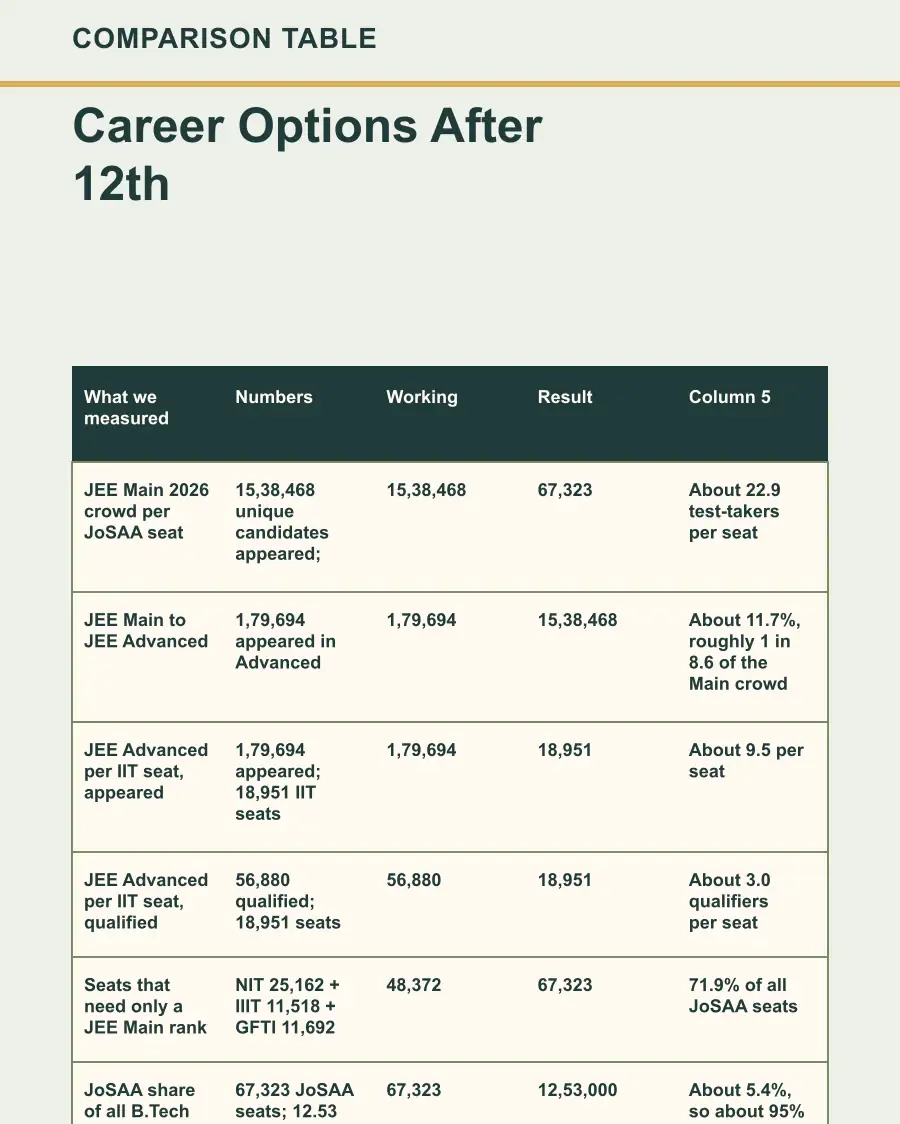 COMPARISON TABLE
Career Options After
12th
What we
measured
Numbers
Working
Result
Column 5
JEE Main 2026
crowd per
JoSAA seat
15,38,468
unique
candidates
appeared;
15,38,468
67,323
About 22.9
test-takers
per seat
JEE Main to
JEE Advanced
1,79,694
appeared in
Advanced
1,79,694
15,38,468
About 11.7%,
roughly 1 in
8.6 of the
Main crowd
JEE Advanced
per IIT seat,
appeared
1,79,694
appeared;
18,951 IIT
seats
1,79,694
18,951
About 9.5 per
seat
JEE Advanced
per IIT seat,
qualified
56,880
qualified;
18,951 seats
56,880
18,951
About 3.0
qualifiers
per seat
Seats that
need only a
JEE Main rank
NIT 25,162 +
IIIT 11,518 +
GFTI 11,692
48,372
67,323
71.9% of all
JoSAA seats
JoSAA share
of all B.Tech
67,323 JoSAA
seats; 12.53
67,323
12,53,000
About 5.4%,
so about 95%